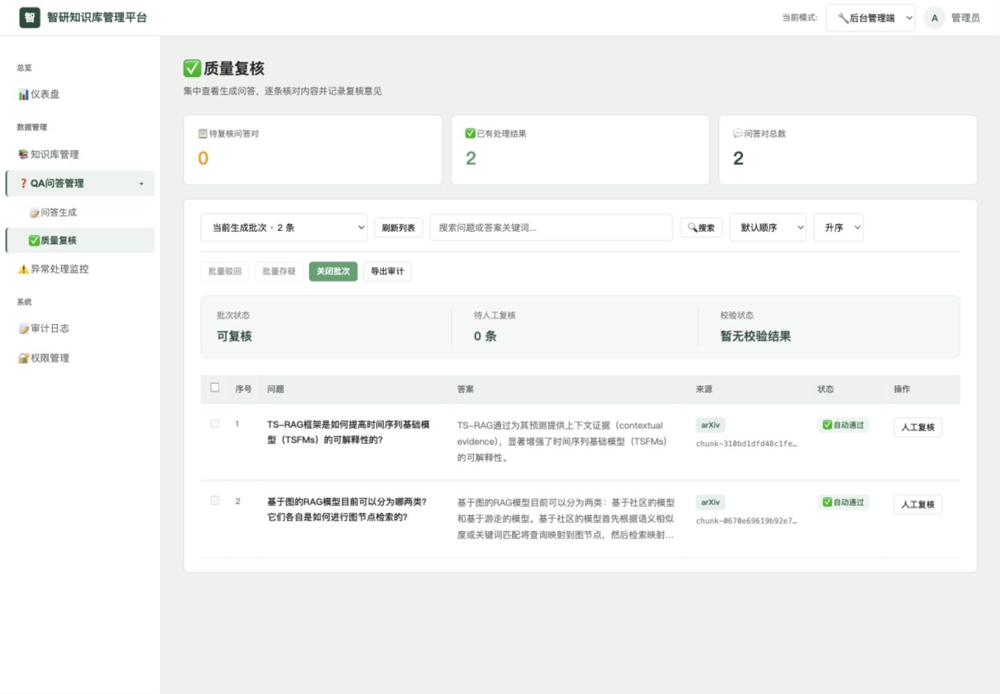 智 智研知识库管理平台
当前模式: 后台管理端 A 管理员
总览
仪表盘
数据管理
知识库管理
QA问答管理
问答生成
质量复核
异常处理监控
系统
审计日志
权限管理
质量复核
集中查看生成问答，逐条核对内容并记录复核意见
待复核问答对
0
已有处理结果
2
问答对总数
2
当前生成批次 · 2 条 刷新列表 搜索问题或答案关键词... 搜索 默认顺序 升序
批量驳回 批量存疑 关闭批次 导出审计
批次状态
可复核
待人工复核
0 条
校验状态
暂无校验结果
序号 问题 答案 来源 状态 操作
1
TS-RAG框架是如何提高时间序列基础模
型（TSFMs）的可解释性的?
TS-RAG通过为其预测提供上下文证据（contextual
evidence），显著增强了时间序列基础模型（TSFMs）
的可解释性。
arXiv
chunk-310bd1dfd48c1fe…
自动通过
人工复核
2
基于图的RAG模型目前可以分为哪两类?
它们各自是如何进行图节点检索的?
基于图的RAG模型目前可以分为两类：基于社区的模型
和基于游走的模型。基于社区的模型首先根据语义相似
度或关键词匹配将查询映射到图节点，然后检索映射…
arXiv
chunk-0670e69619b92e7…
自动通过
人工复核